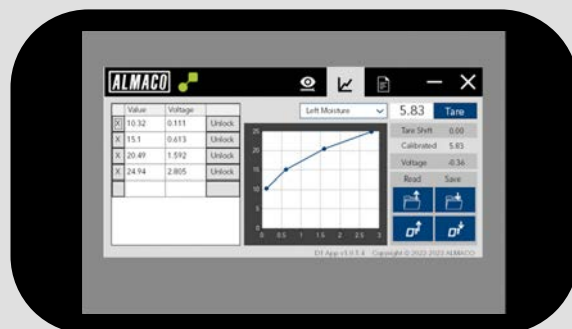 ALMACO
Value Voltage
X 10.32 0.111 Unlock
X 15.1 0.613 Unlock
X 20.49 1.592 Unlock
X 24.94 2.805 Unlock
Left Moisture
25
20
15
10
5
0
0 0.5 1 1.5 2 2.5 3
5.83 Tare
Tare Shift 0.00
Calibrated 5.83
Voltage -0.36
Read Save
D1 App v1.0.1.4 Copyright © 2022-2023 ALMACO